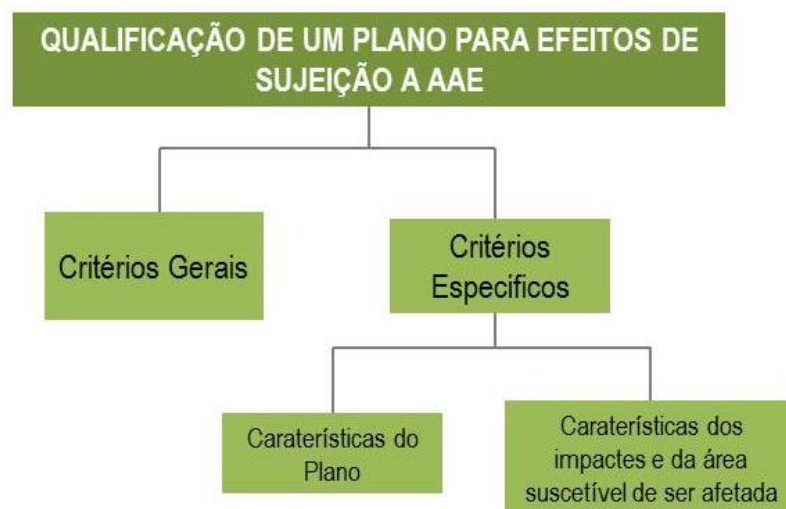 QUALIFICAÇÃO DE UM PLANO PARA EFEITOS DE
SUJEIÇÃO A AAE
Critérios Gerais
Critérios
Específicos
Caraterísticas do
Plano
Caraterísticas dos
impactes e da área
suscetível de ser afetada